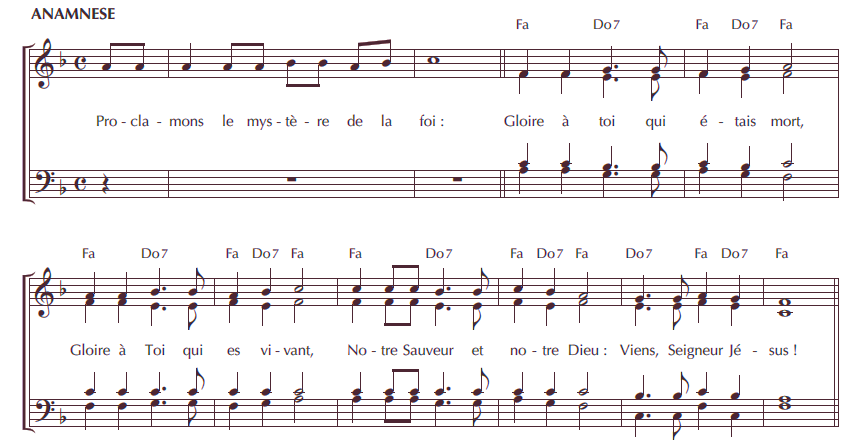 ANAMNESE
Fa Do7 Fa Do7 Fa
Pro - cla - mons le mys - tè - re de la foi : Gloire à toi qui é - tais mort,
Fa Do7 Fa Do7 Fa Fa Do7 Fa Do7 Fa Do7 Fa Do7 Fa
Gloire à Toi qui es vi - vant, No - tre Sauveur et no - tre Dieu : Viens, Seigneur Jé - sus !